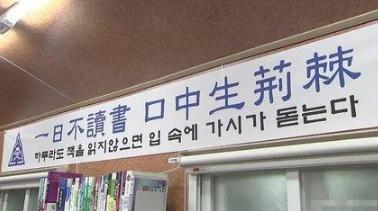 一日不讀書 口中生荊棘
하루라도 책을 읽지않으면 입 속에 가시가 돋는다